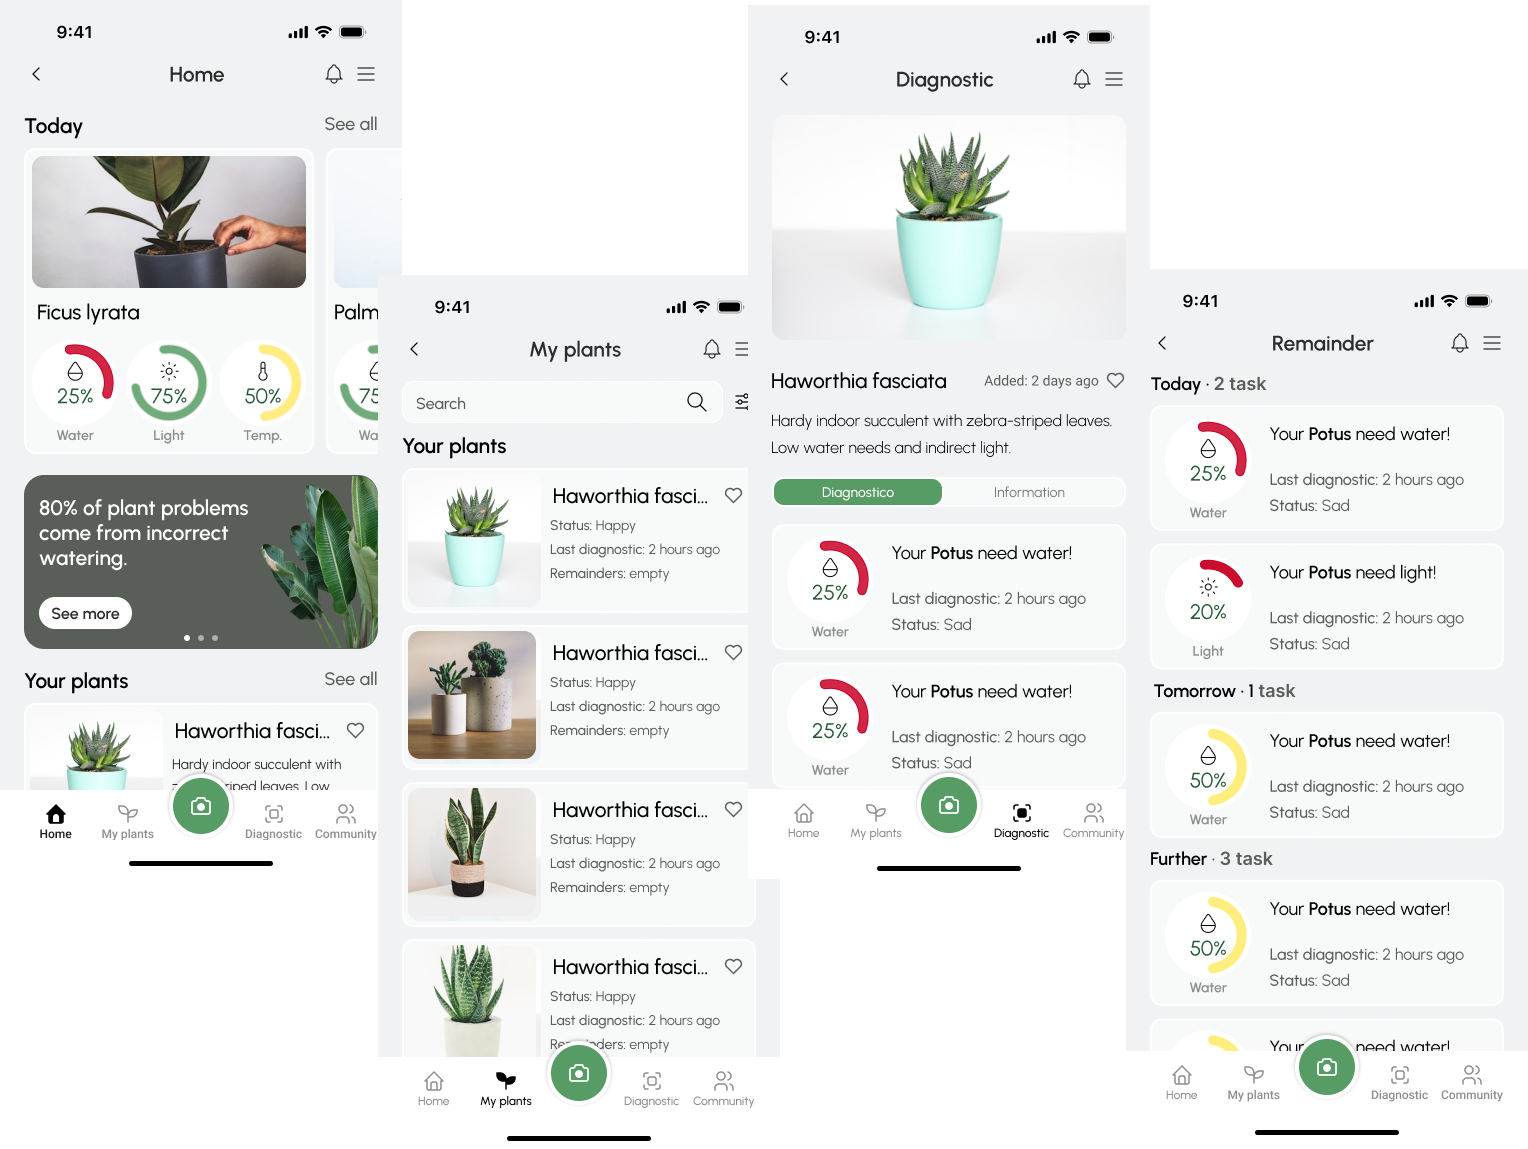 9:41
Home
Today
See all
Ficus lyrata
25%
Water
75%
Light
50%
Temp.
Palm
75
Wa
80% of plant problems
come from incorrect
watering.
See more
Your plants
See all
Haworthia fasci...
Hardy indoor succulent with
striped leaves. Low
Home
My plants
Diagnostic
Community
9:41
My plants
Search
Your plants
Haworthia fasci...
Status: Happy
Last diagnostic: 2 hours ago
Remainders: empty
Haworthia fasci...
Status: Happy
Last diagnostic: 2 hours ago
Remainders: empty
Haworthia fasci...
Status: Happy
Last diagnostic: 2 hours ago
Remainders: empty
Haworthia fasci...
Status: Happy
Last diagnostic: 2 hours ago
Remainders: empty
Home
My plants
Diagnostic
Community
9:41
Diagnostic
Haworthia fasciata
Added: 2 days ago
Hardy indoor succulent with zebra-striped leaves.
Low water needs and indirect light.
Diagnostico
Information
25%
Water
Your Potus need water!
Last diagnostic: 2 hours ago
Status: Sad
25%
Water
Your Potus need water!
Last diagnostic: 2 hours ago
Status: Sad
Home
My plants
Diagnostic
Community
9:41
Remainder
Today · 2 task
25%
Water
Your Potus need water!
Last diagnostic: 2 hours ago
Status: Sad
20%
Light
Your Potus need light!
Last diagnostic: 2 hours ago
Status: Sad
Tomorrow · 1 task
50%
Water
Your Potus need water!
Last diagnostic: 2 hours ago
Status: Sad
Further · 3 task
50%
Water
Your Potus need water!
Last diagnostic: 2 hours ago
Status: Sad
Your need water!
Home
My plants
Diagnostic
Community